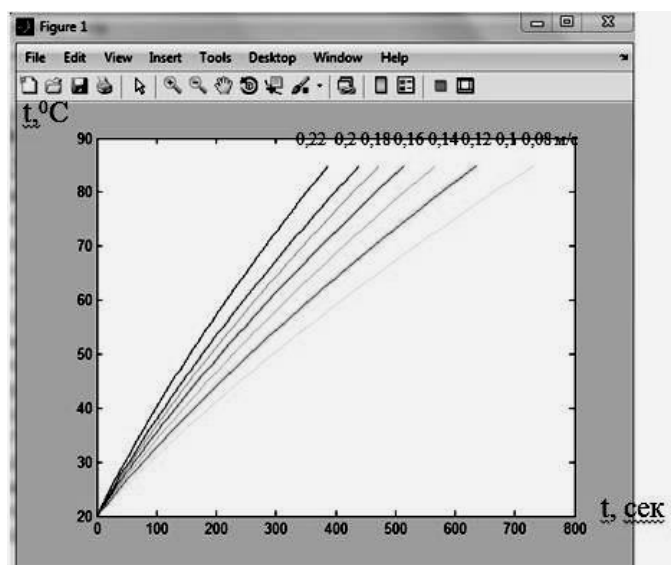 Figure 1
File Edit View Insert Tools Desktop Window Help
t,⁰C
0,22 0,2 0,18 0,16 0,14 0,12 0,1 0,08 м/с
90
80
70
60
50
40
30
20
0 100 200 300 400 500 600 700 800
t, сек